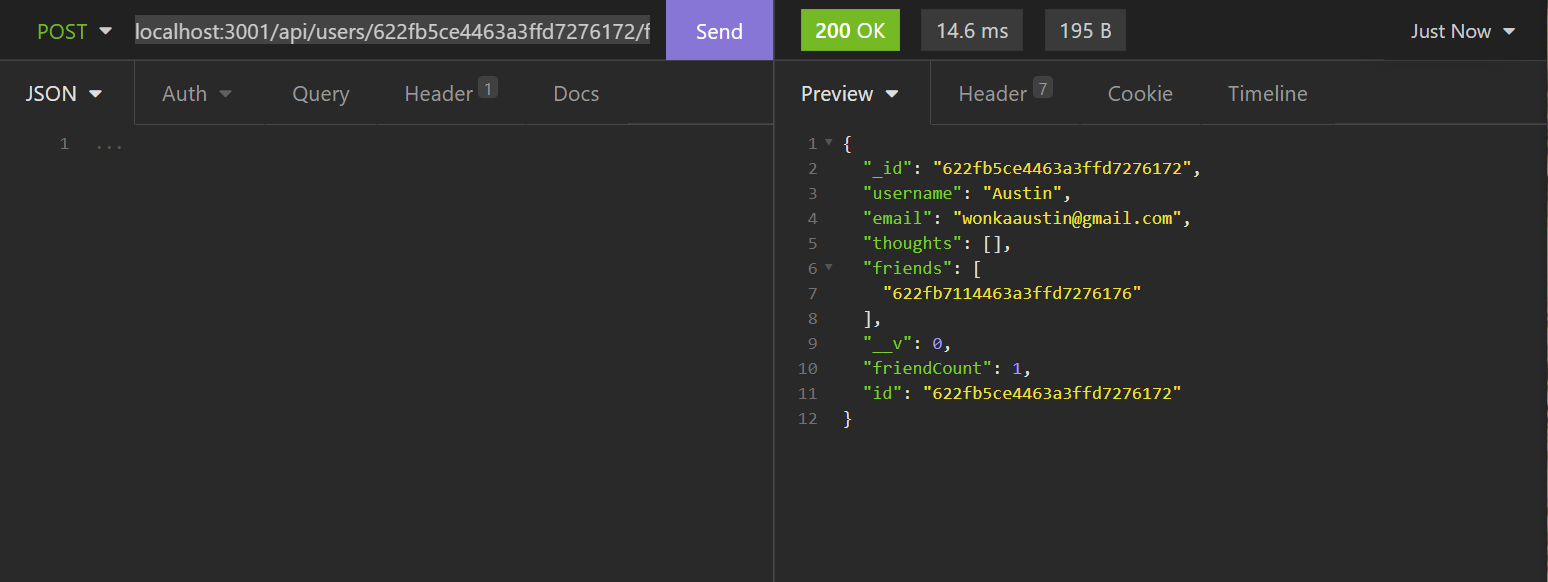 POST localhost:3001/api/users/622fb5ce4463a3ffd7276172/f Send 200 OK 14.6 ms 195 B Just Now
JSON Auth Query Header 1 Docs Preview Header 7 Cookie Timeline
1 ...
1 {
2 "_id": "622fb5ce4463a3ffd7276172",
3 "username": "Austin",
4 "email": "wonkaaustin@gmail.com",
5 "thoughts": [],
6 "friends": [
7 "622fb7114463a3ffd7276176"
8 ],
9 "__v": 0,
10 "friendCount": 1,
11 "id": "622fb5ce4463a3ffd7276172"
12 }